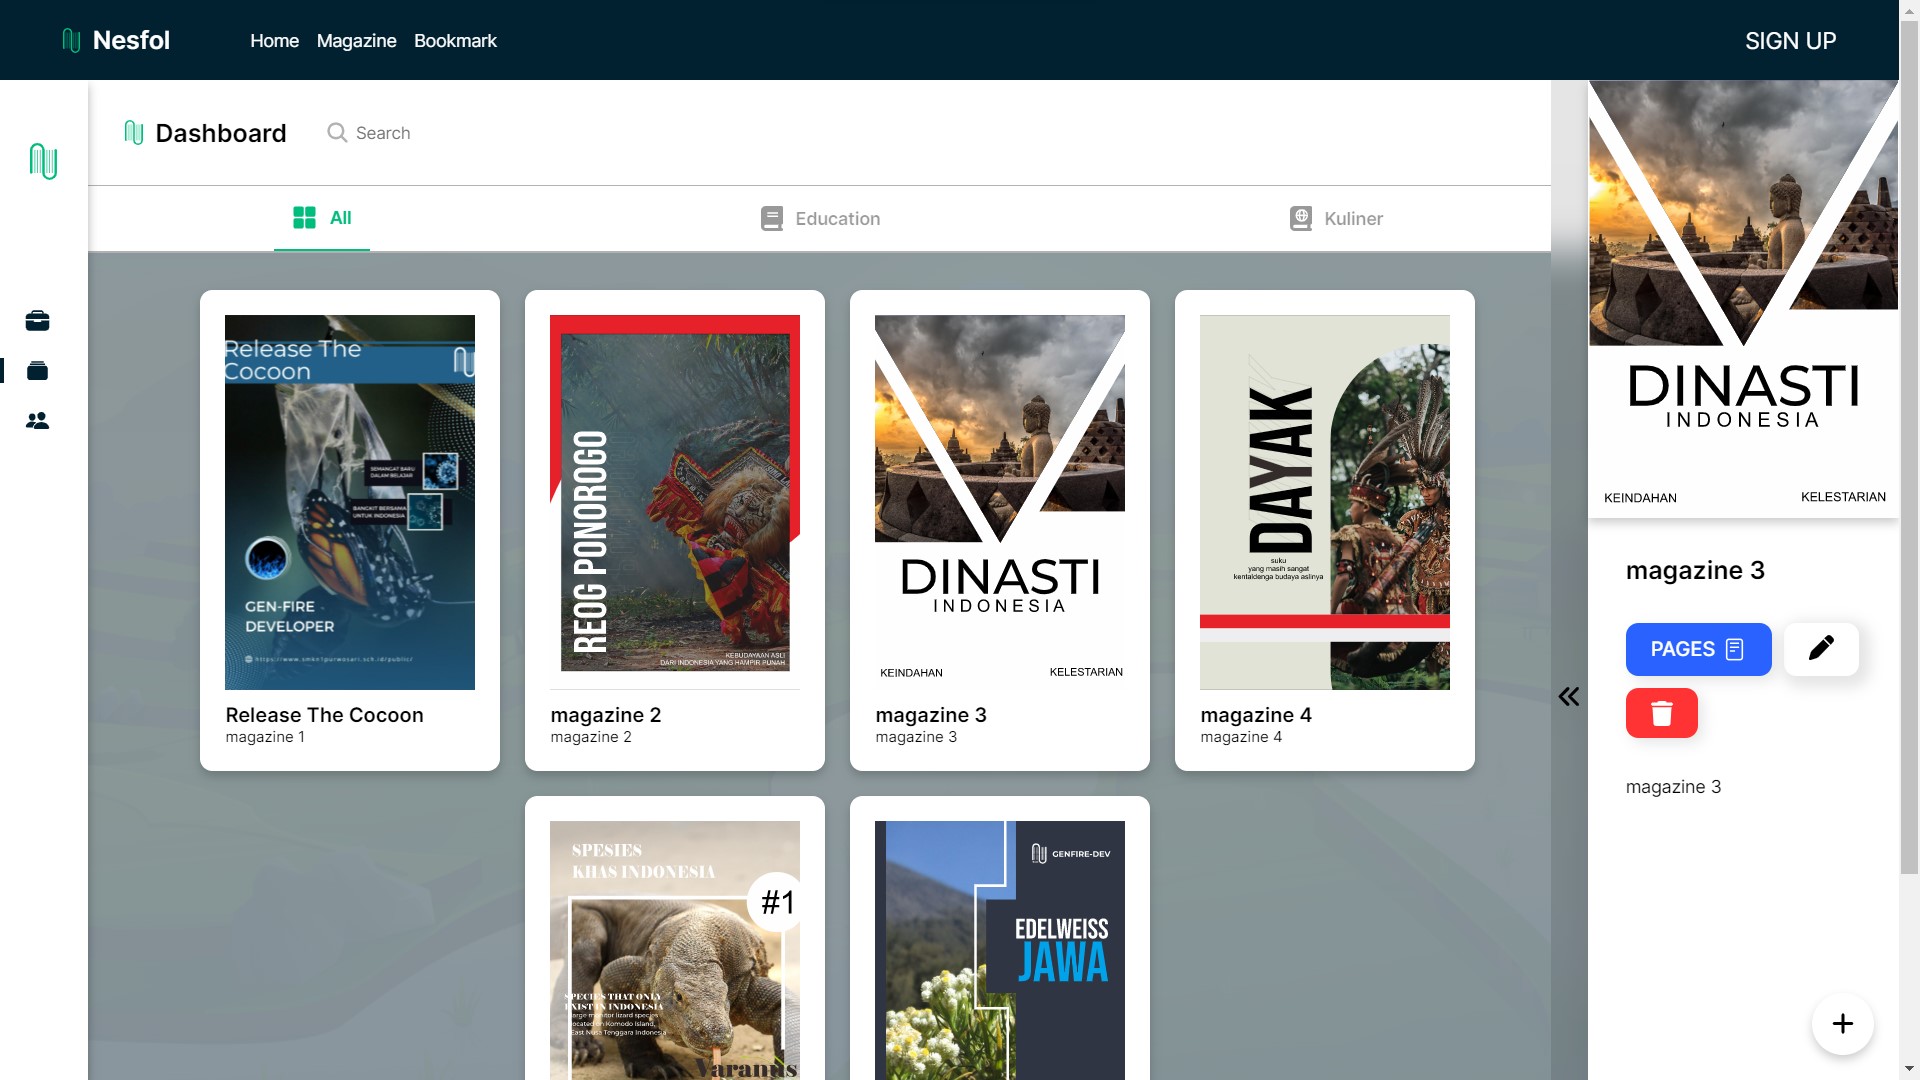 Nesfol
Home Magazine Bookmark
SIGN UP
Dashboard
Search
All
Education
Kuliner
Release The
Cocoon
SEMANGAT BARU
DALAM BELAJAR
BANGKIT BERSAMA
UNTUK INDONESIA
GEN-FIRE
DEVELOPER
https://www.smkn1purwosari.sch.id/public/
Release The Cocoon
magazine 1
REOG PONOROGO
KEBUDAYAAN ASLI
DARI INDONESIA YANG HAMPIR PUNAH
magazine 2
magazine 2
DINASTI
INDONESIA
KEINDAHAN
KELESTARIAN
magazine 3
magazine 3
DAYAK
suku
yang masih sangat
kentaldenga budaya aslinya
magazine 4
magazine 4
SPESIES
KHAS INDONESIA
#1
SPECIES THAT ONLY
EXIST IN INDONESIA
large monitor lizard species
located on Komodo Island,
East Nusa Tenggara Indonesia
Varanus
GENFIRE-DEV
EDELWEISS
JAWA
DINASTI
INDONESIA
KEINDAHAN
KELESTARIAN
magazine 3
PAGES
magazine 3